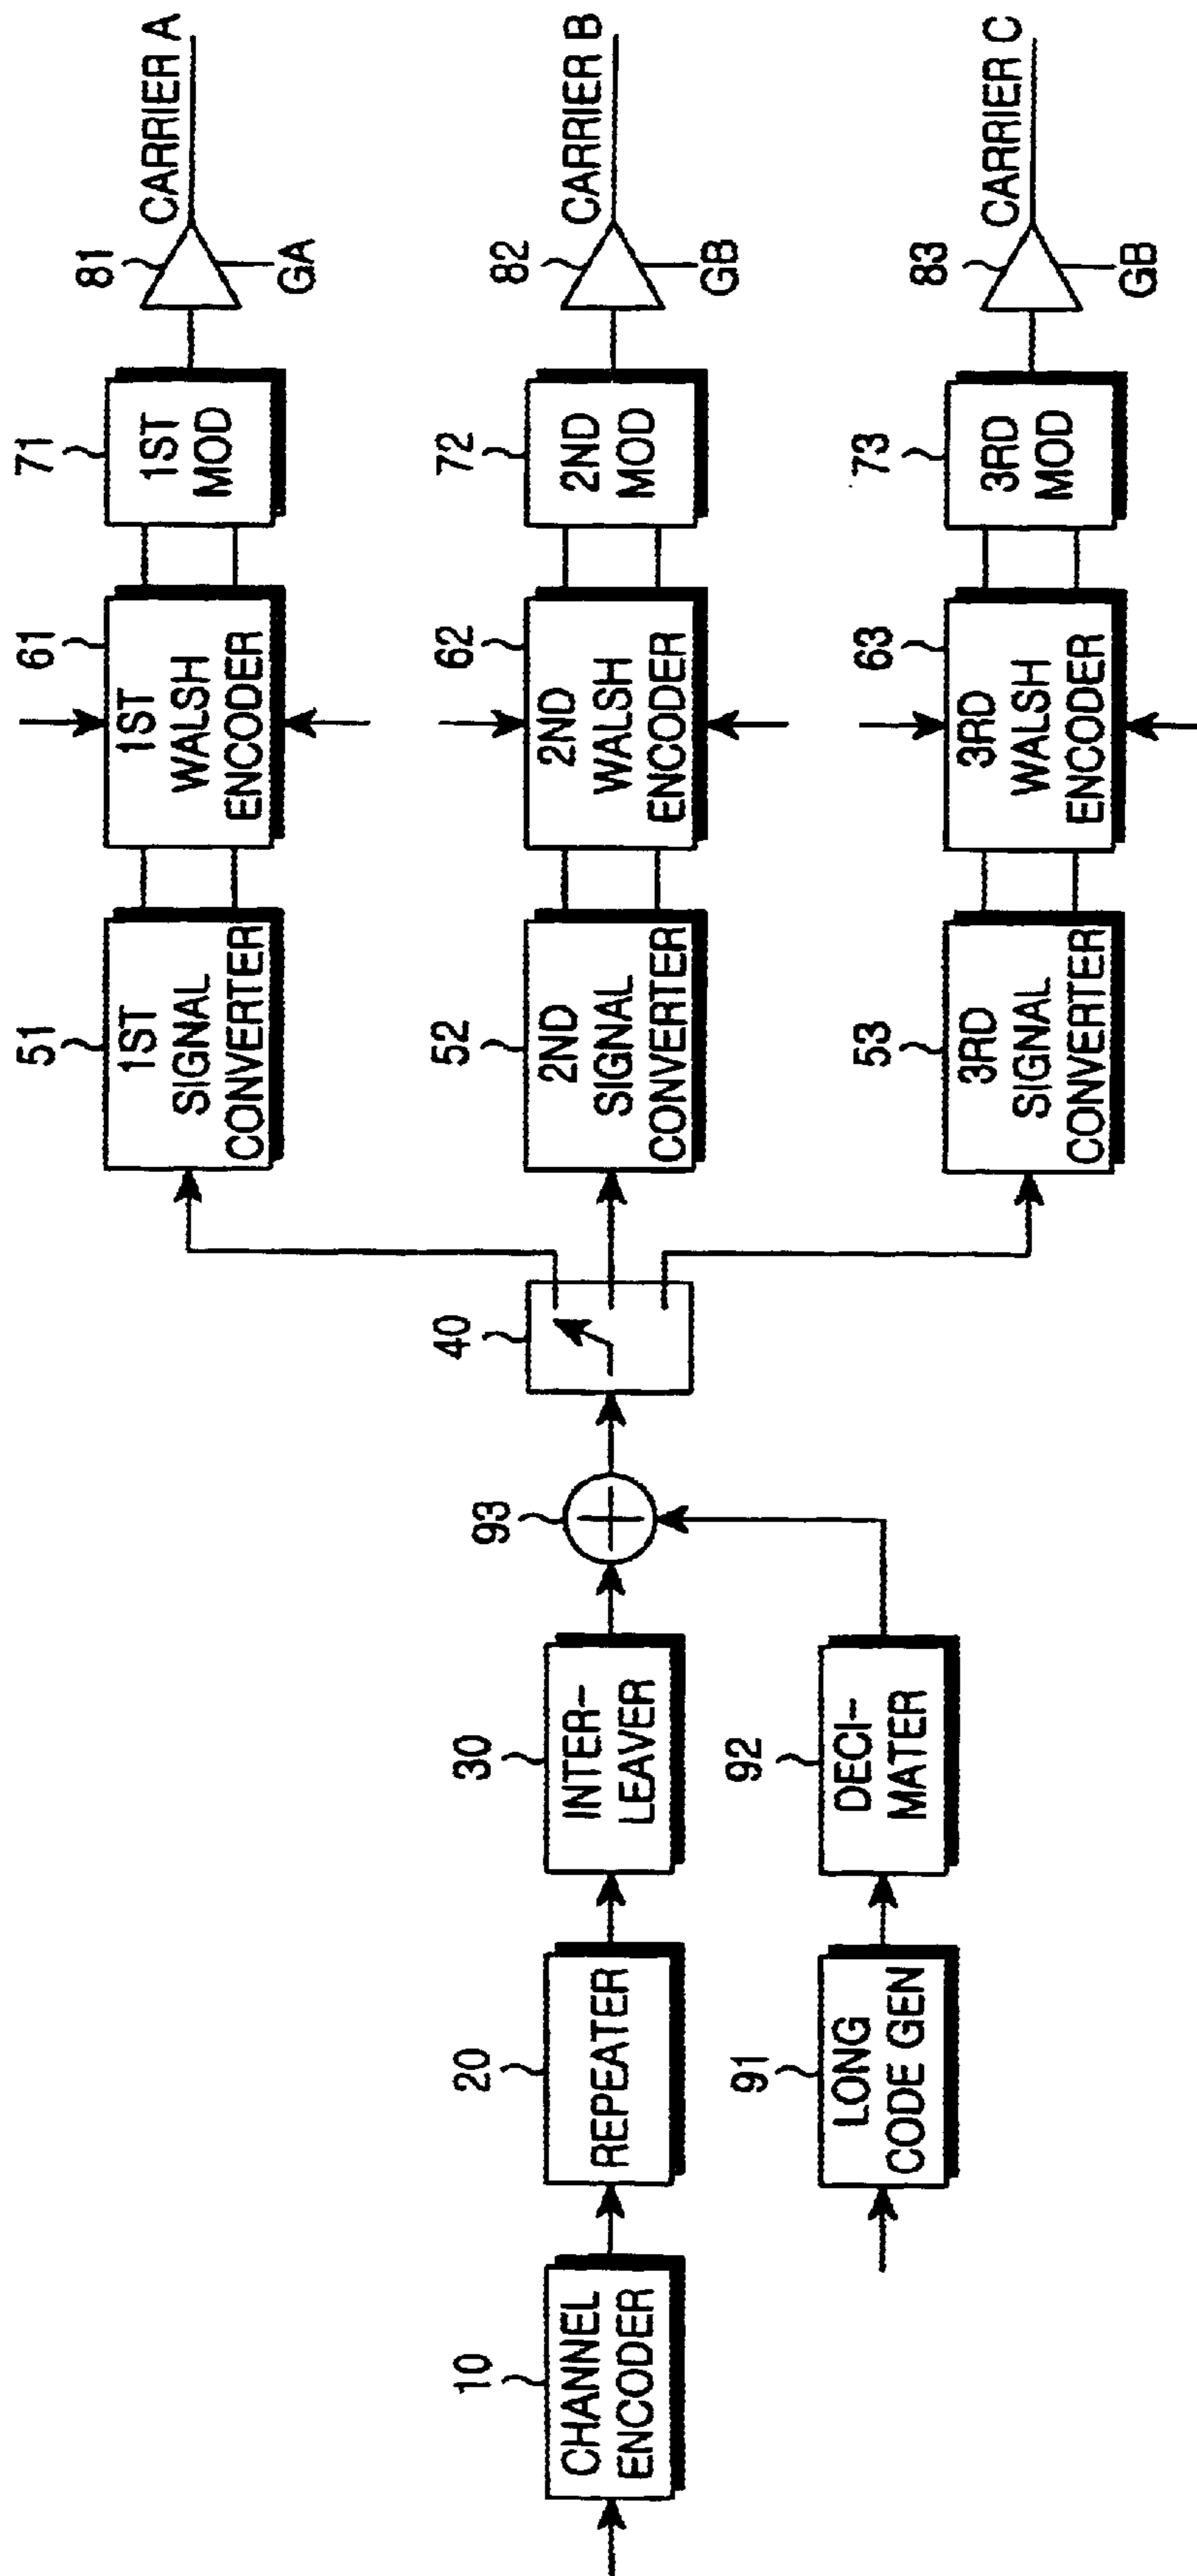 10
CHANNEL
ENCODER
20
REPEATER
30
INTER-
LEAVER
91
LONG
CODE GEN
92
DECI-
MATER
93
40
51
1ST
SIGNAL
CONVERTER
61
1ST
WALSH
ENCODER
71
1ST
MOD
81
GA
CARRIER A
52
2ND
SIGNAL
CONVERTER
62
2ND
WALSH
ENCODER
72
2ND
MOD
82
GB
CARRIER B
53
3RD
SIGNAL
CONVERTER
63
3RD
WALSH
ENCODER
73
3RD
MOD
83
GB
CARRIER C